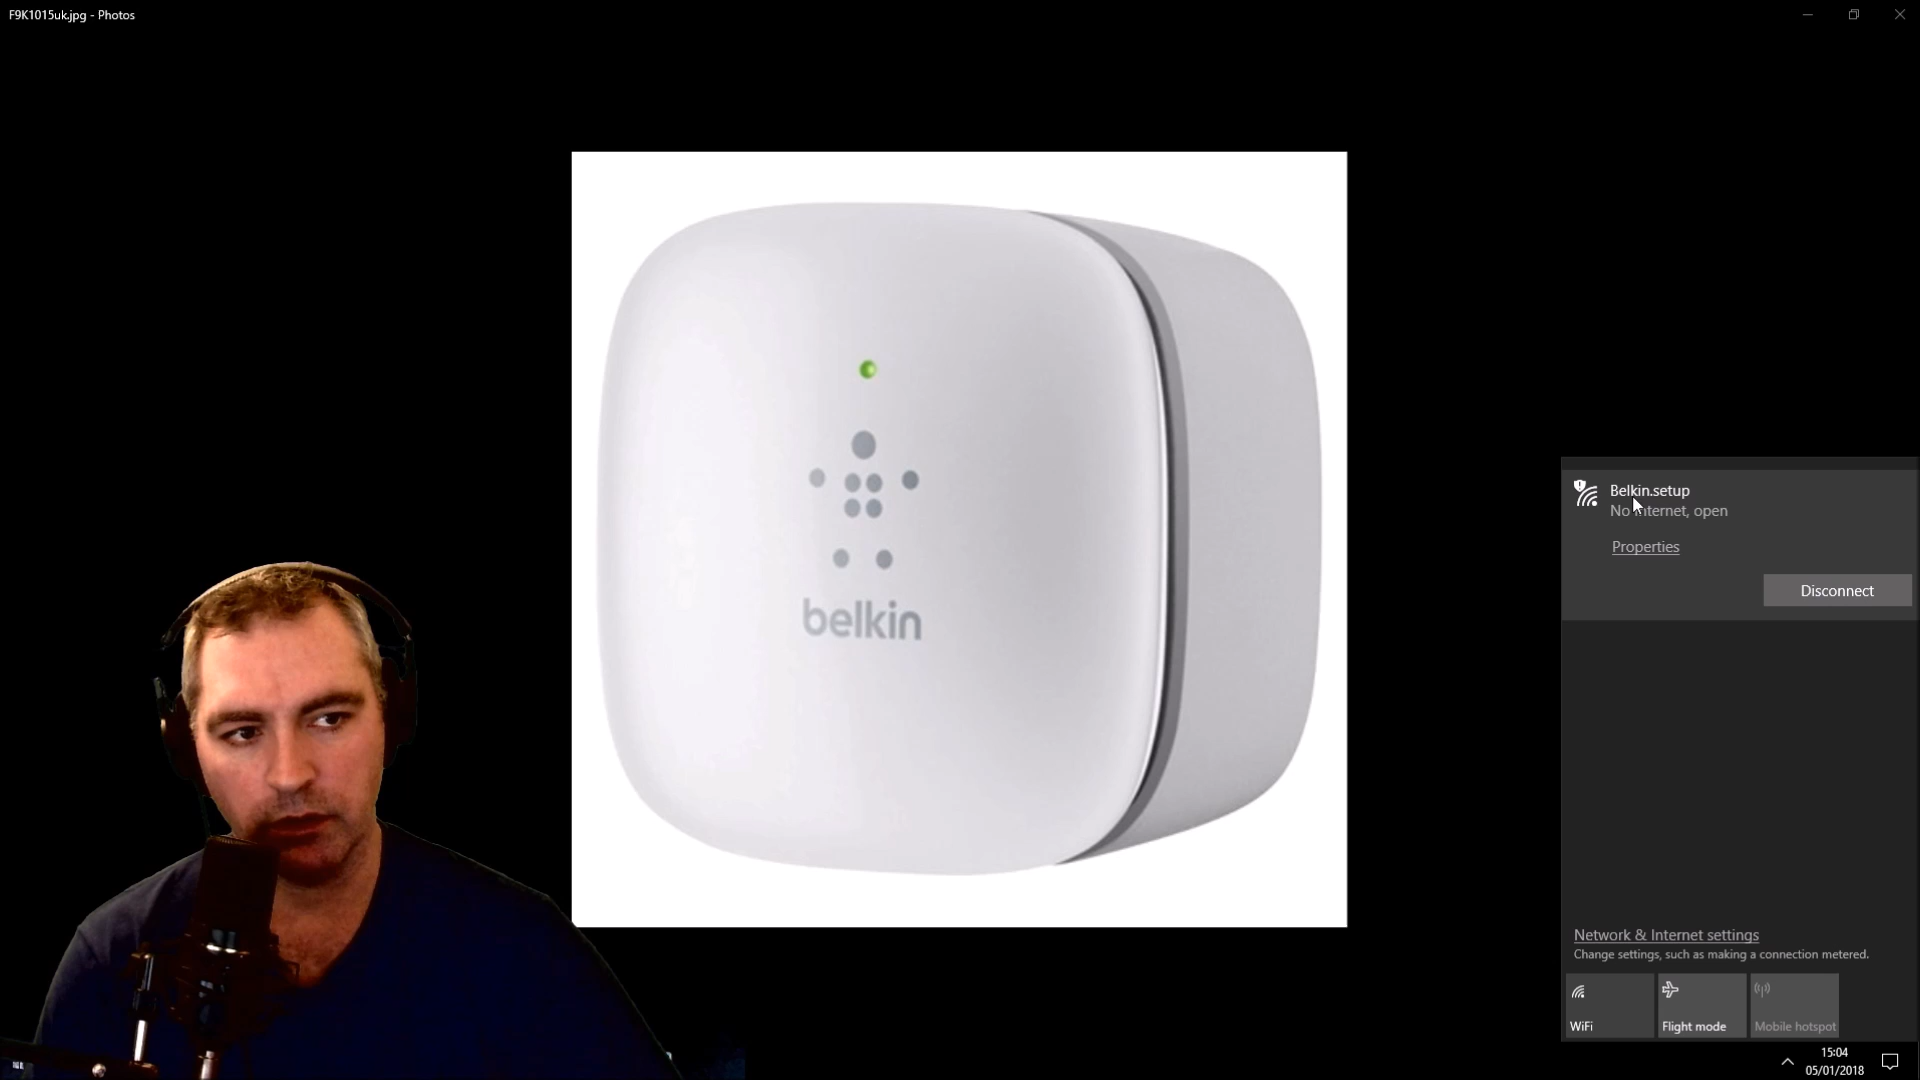 F9K1015uk.jpg - Photos
belkin
Belkin.setup
No Internet, open
Properties
Disconnect
Network & Internet settings
Change settings, such as making a connection metered.
WiFi
Flight mode
Mobile hotspot
15:04
05/01/2018